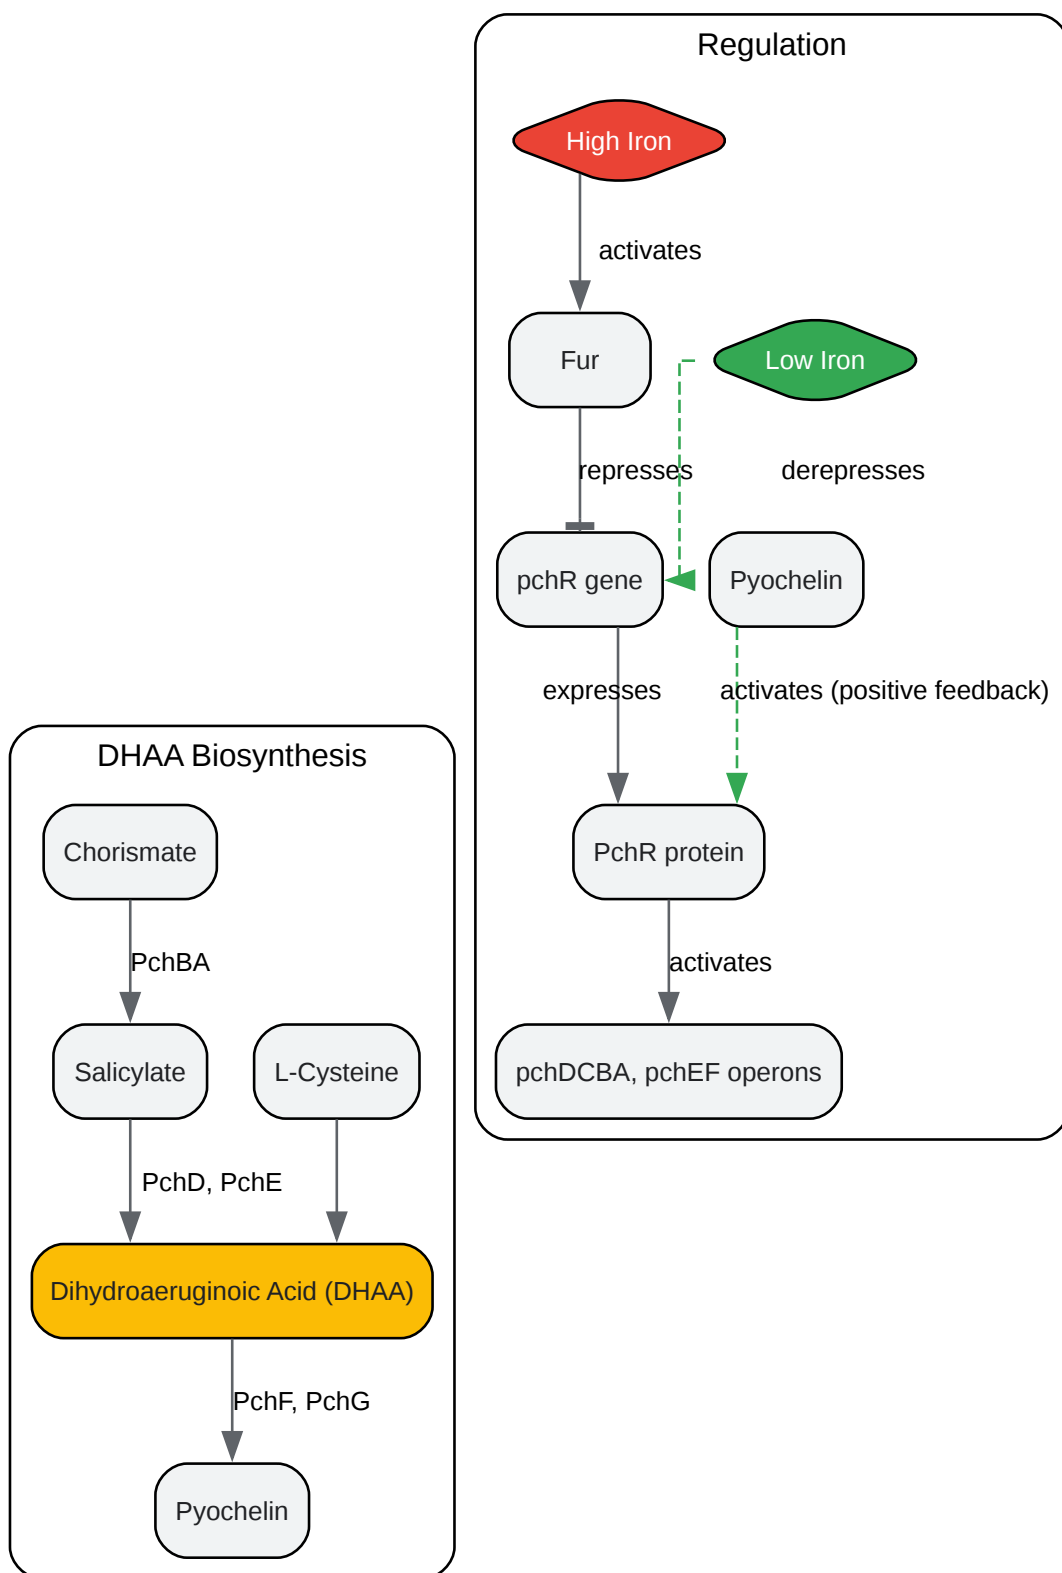 Regulation
High Iron
activates
Fur
Low Iron
represses
derepresses
pchR gene
Pyochelin
expresses
activates (positive feedback)
PchR protein
activates
pchDCBA, pchEF operons
DHAA Biosynthesis
Chorismate
PchBA
Salicylate
L-Cysteine
PchD, PchE
Dihydroaeruginoic Acid (DHAA)
PchF, PchG
Pyochelin